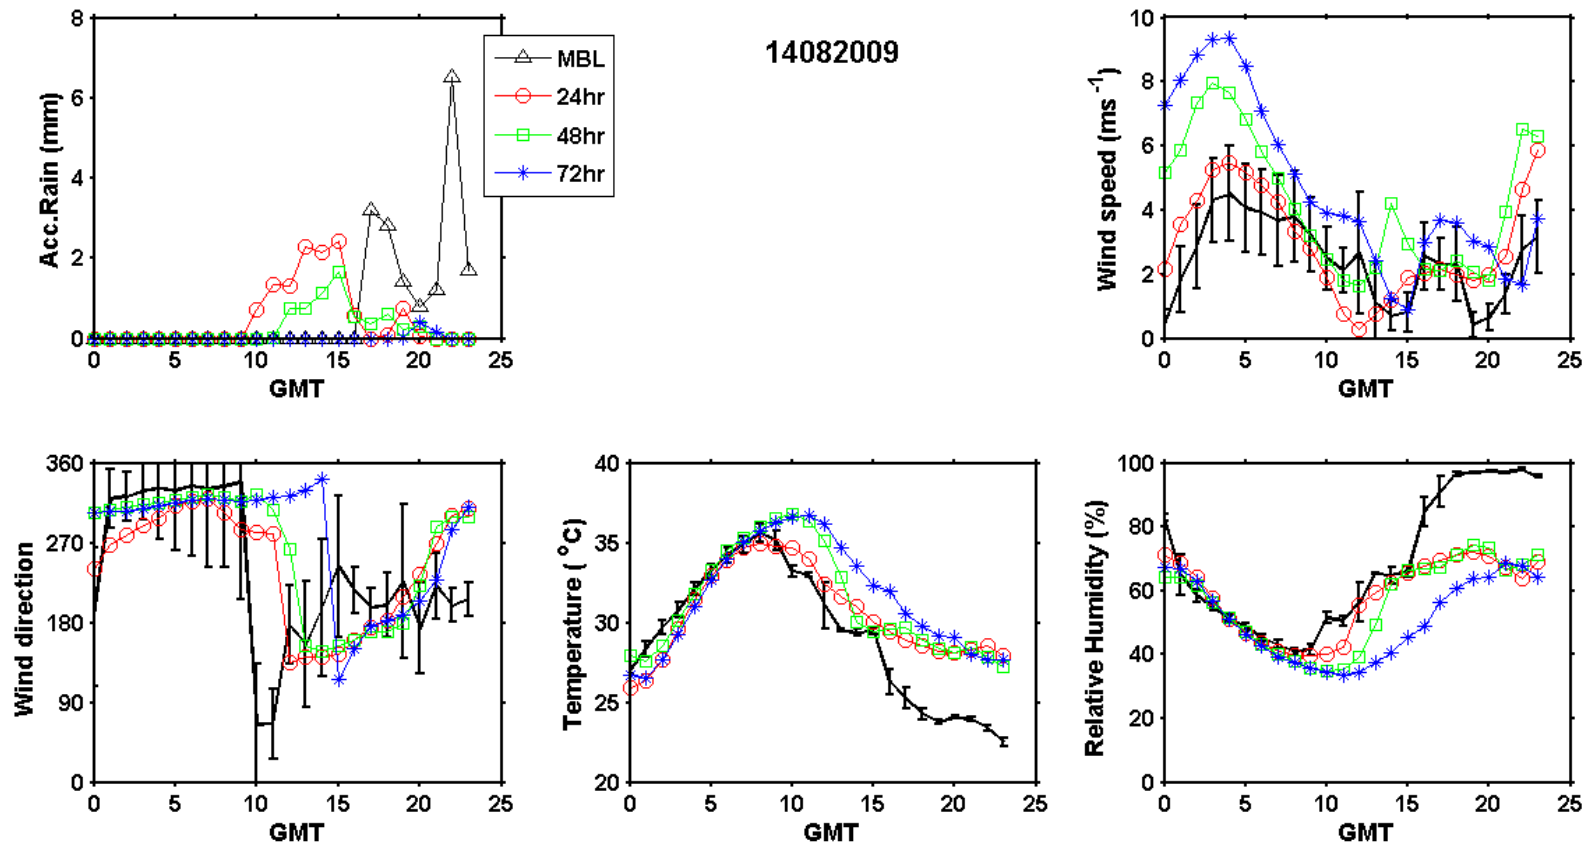 14082009
Acc.Rain (mm)
8
6
4
2
0
0 5 10 15 20 25
GMT
MBL
24hr
48hr
72hr
Wind speed (ms⁻¹)
10
8
6
4
2
0
0 5 10 15 20 25
GMT
Wind direction
360
270
180
90
0
0 5 10 15 20 25
GMT
Temperature ( °C)
40
35
30
25
20
0 5 10 15 20 25
GMT
Relative Humidity (%)
100
80
60
40
20
0
0 5 10 15 20 25
GMT